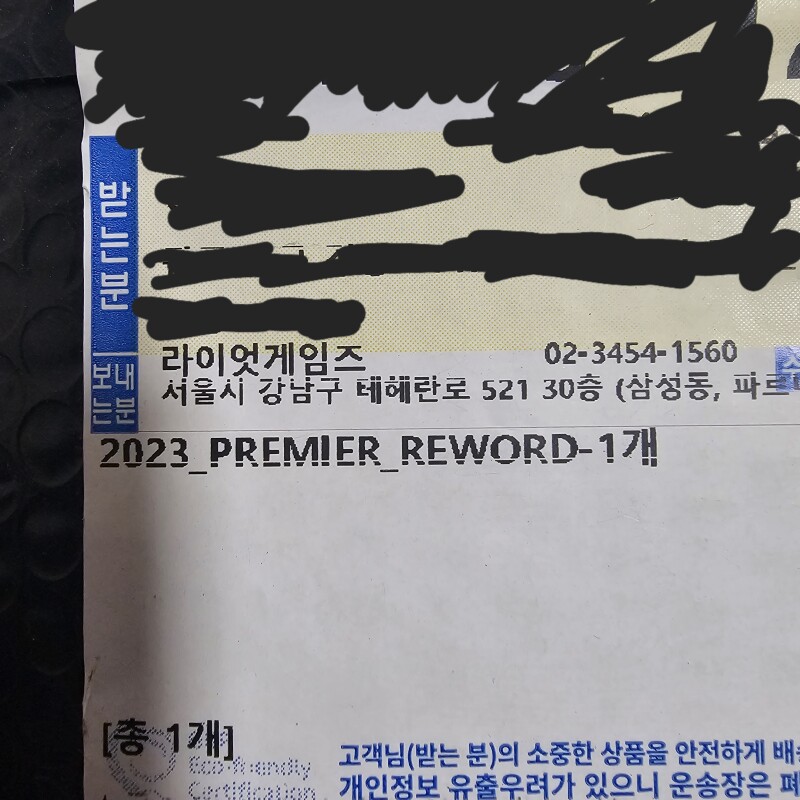 받는분
보내는분
라이엇게임즈 02-3454-1560
서울시 강남구 테헤란로 521 30층 (삼성동,
2023_PREMIER_REWORD-1개
[총 1개]
Eco-friendly
Certification
고객님(받는 분)의 소중한 상품을 안전하게
개인정보 유출우려가 있으니 운송장은